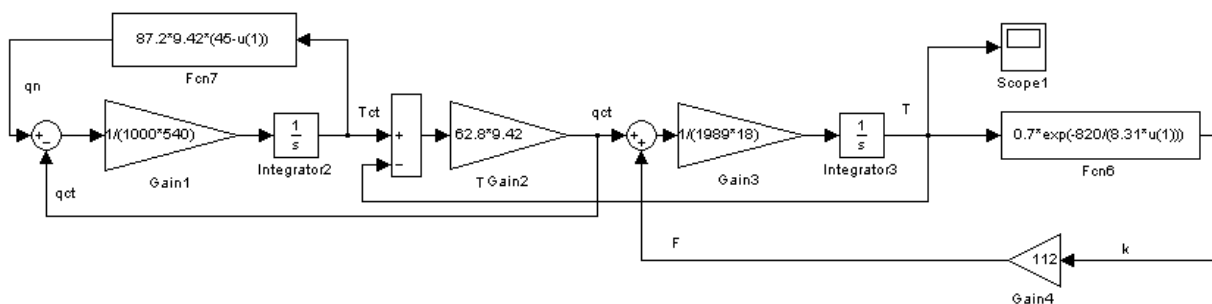 87.2*9.42*(45-u(1))
Fcn7
Scope1
qn
Tct
qct
T
1/(1000*540)
1
s
62.8*9.42
1/(1989*18)
1
s
0.7*exp(-820/(8.31*u(1)))
Gain1
Integrator2
T Gain2
Gain3
Integrator3
Fcn6
qct
F
112
k
Gain4